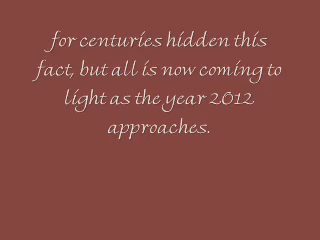 for centuries hidden this
fact, but all is now coming to
light as the year 2012
approaches.